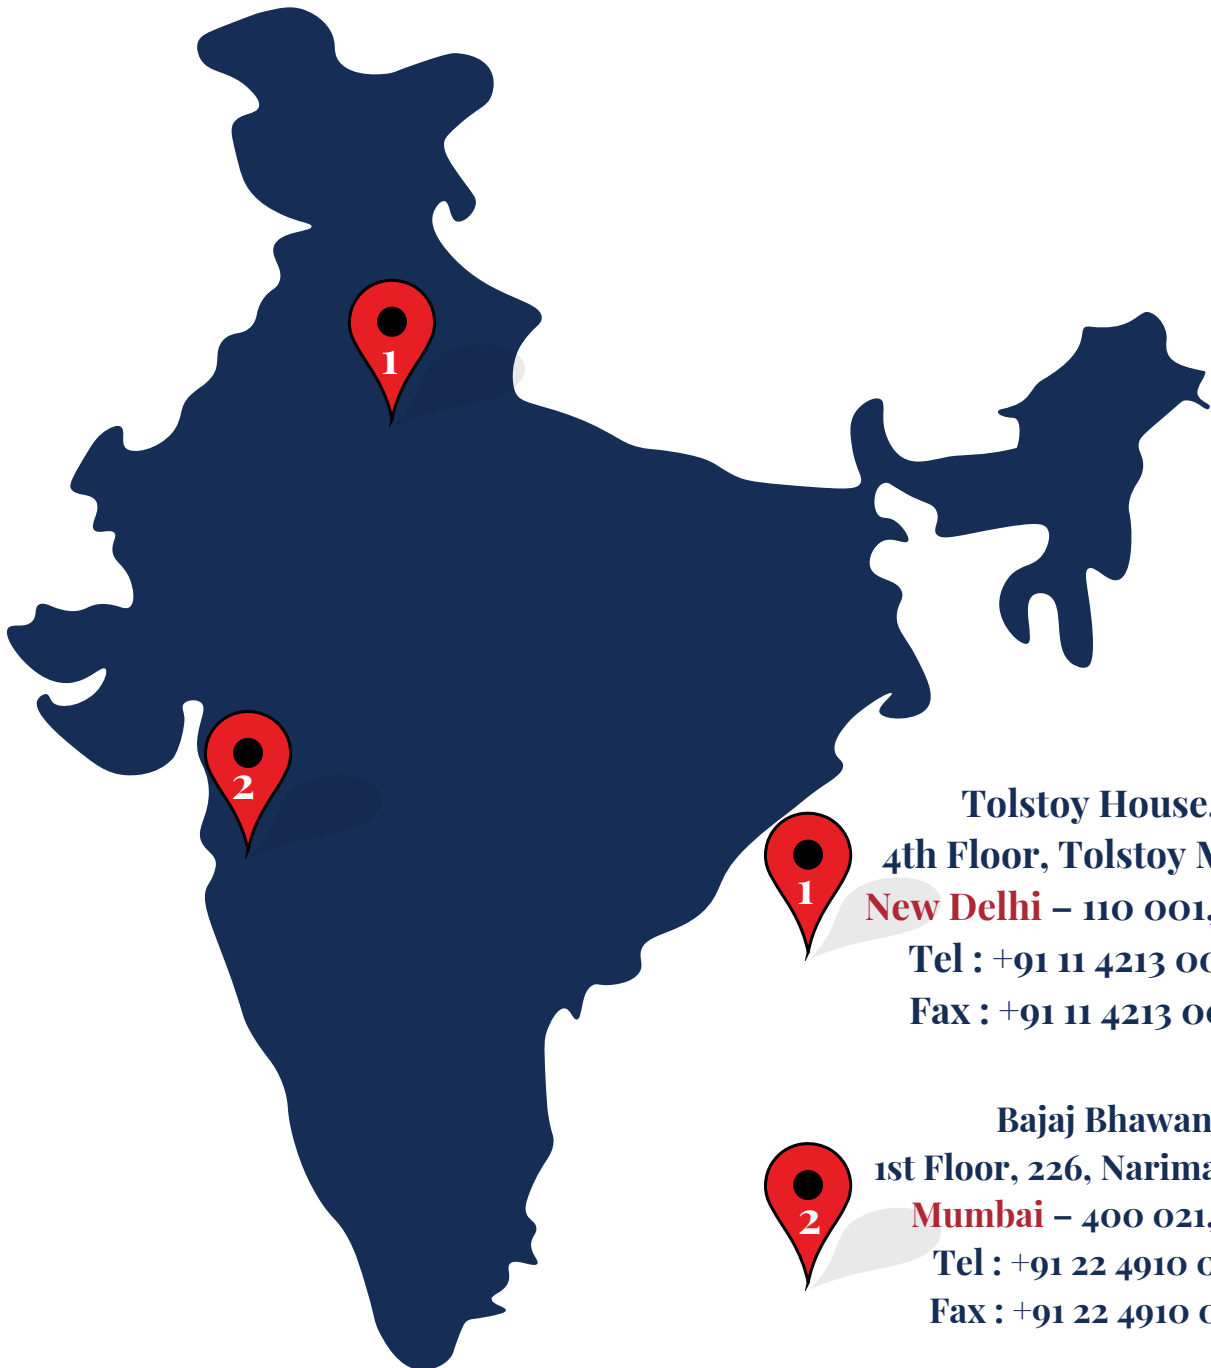 1
2
1
Tolstoy House.
4th Floor, Tolstoy
New Delhi – 110 001,
Tel : +91 11 4213
Fax : +91 11 4213
2
Bajaj Bhawan
1st Floor, 226,
Mumbai – 400 021,
Tel : +91 22 4910
Fax : +91 22 4910